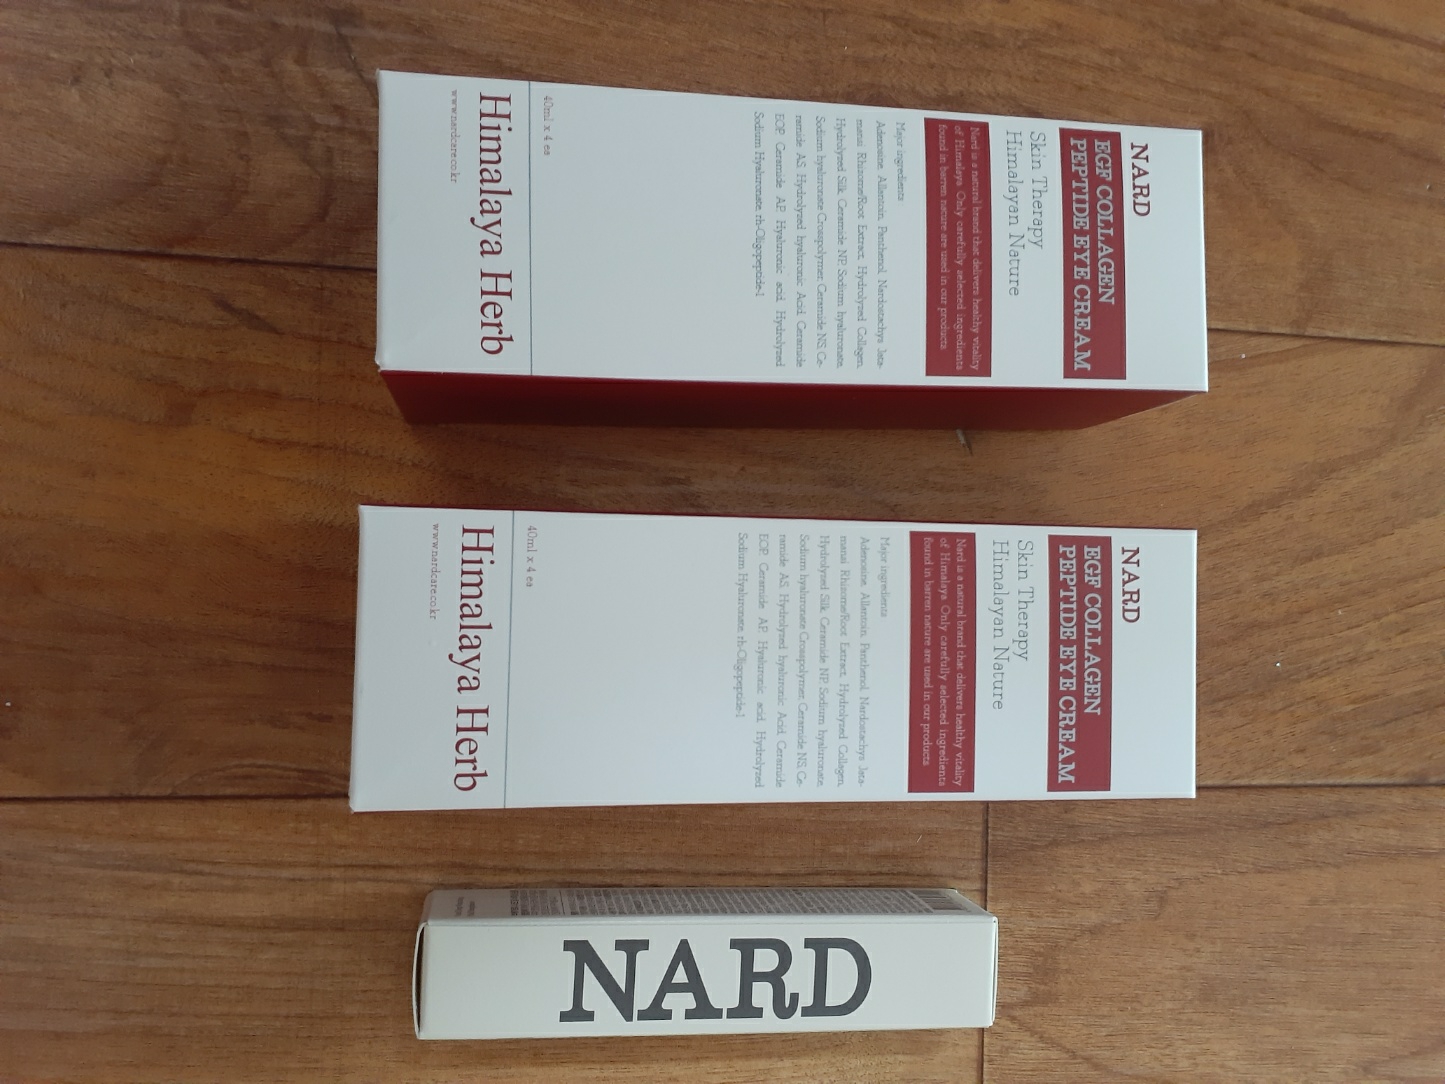 NARD
EGF COLLAGEN
PEPTIDE EYE CREAM
Skin Therapy
Himalayan Nature
Nard is a natural brand that delivers healthy vitality
of Himalaya. Only carefully selected ingredients
found in barren nature are used in our products
Major ingredients
Adenosine, Allantoin, Panthenol, Nardostachys Jata-
mansi Rhizome/Root Extract, Hydrolyzed Collagen,
Hydrolyzed Silk, Ceramide NP, Sodium hyaluronate,
Sodium hyaluronate Crosspolymer, Ceramide NS, Ce-
ramide AS, Hydrolyzed hyaluronic Acid, Ceramide
EOP, Ceramide AP, Hyaluronic acid, Hydrolyzed
Sodium Hyaluronate, rh-Oligopeptide-1
40ml x 4 ea
Himalaya Herb
www.nardcare.co.kr
NARD
EGF COLLAGEN
PEPTIDE EYE CREAM
Skin Therapy
Himalayan Nature
Nard is a natural brand that delivers healthy vitality
of Himalaya. Only carefully selected ingredients
found in barren nature are used in our products
Major ingredients
Adenosine, Allantoin, Panthenol, Nardostachys Jata-
mansi Rhizome/Root Extract, Hydrolyzed Collagen,
Hydrolyzed Silk, Ceramide NP, Sodium hyaluronate,
Sodium hyaluronate Crosspolymer, Ceramide NS, Ce-
ramide AS, Hydrolyzed hyaluronic Acid, Ceramide
EOP, Ceramide AP, Hyaluronic acid, Hydrolyzed
Sodium Hyaluronate, rh-Oligopeptide-1
40ml x 4 ea
Himalaya Herb
www.nardcare.co.kr
NARD